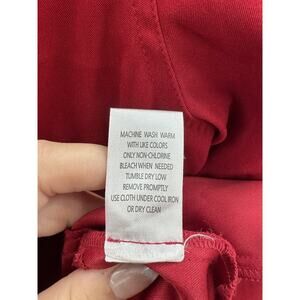 MACHINE WASH WARM
WITH LIKE COLORS
ONLY NON-CHLORINE
BLEACH WHEN NEEDED
TUMBLE DRY LOW
REMOVE PROMPTLY
USE CLOTH UNDER COOL IRON
OR DRY CLEAN